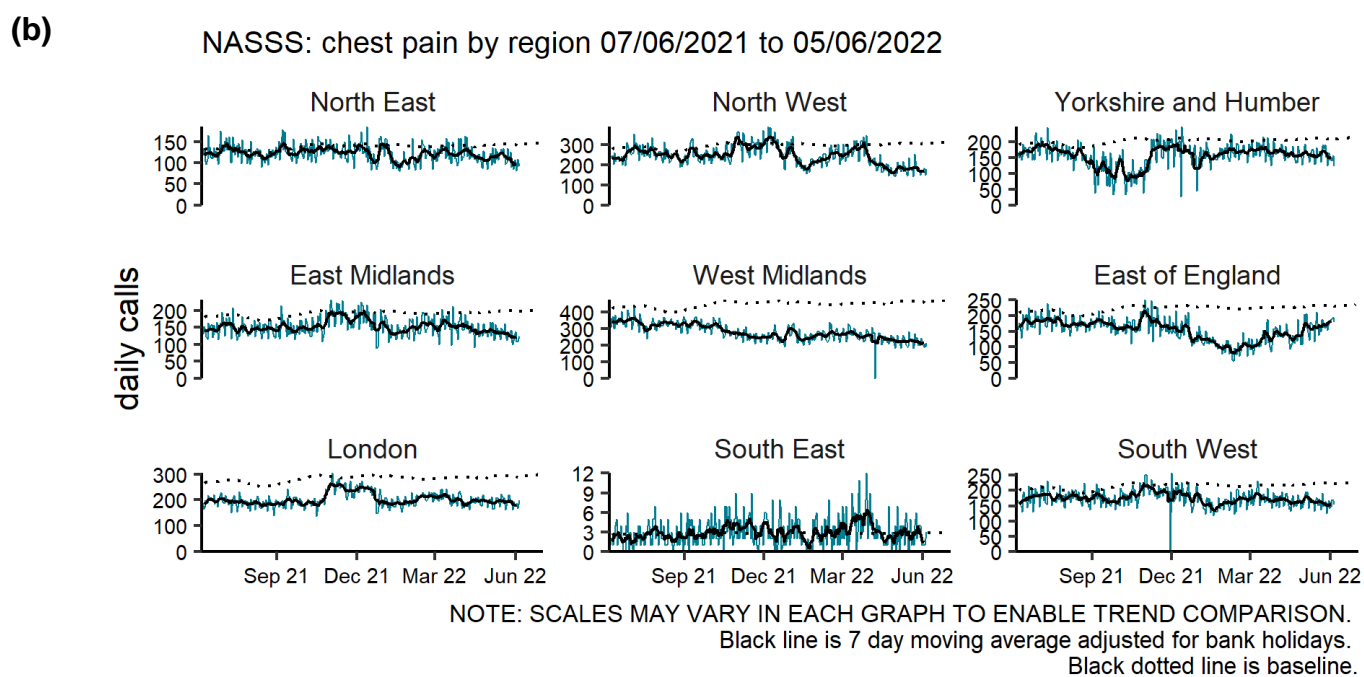 (b)
NASSS: chest pain by region 07/06/2021 to 05/06/2022
North East
North West
Yorkshire and Humber
150
100
50
0
300
200
100
0
200
150
100
50
0
daily calls
East Midlands
West Midlands
East of England
200
150
100
50
0
400
300
200
100
0
250
200
150
100
50
0
London
South East
South West
300
200
100
0
12
9
6
3
0
250
200
150
100
50
0
Sep 21 Dec 21 Mar 22 Jun 22
Sep 21 Dec 21 Mar 22 Jun 22
Sep 21 Dec 21 Mar 22 Jun 22
NOTE: SCALES MAY VARY IN EACH GRAPH TO ENABLE TREND COMPARISON.
Black line is 7 day moving average adjusted for bank holidays.
Black dotted line is baseline.